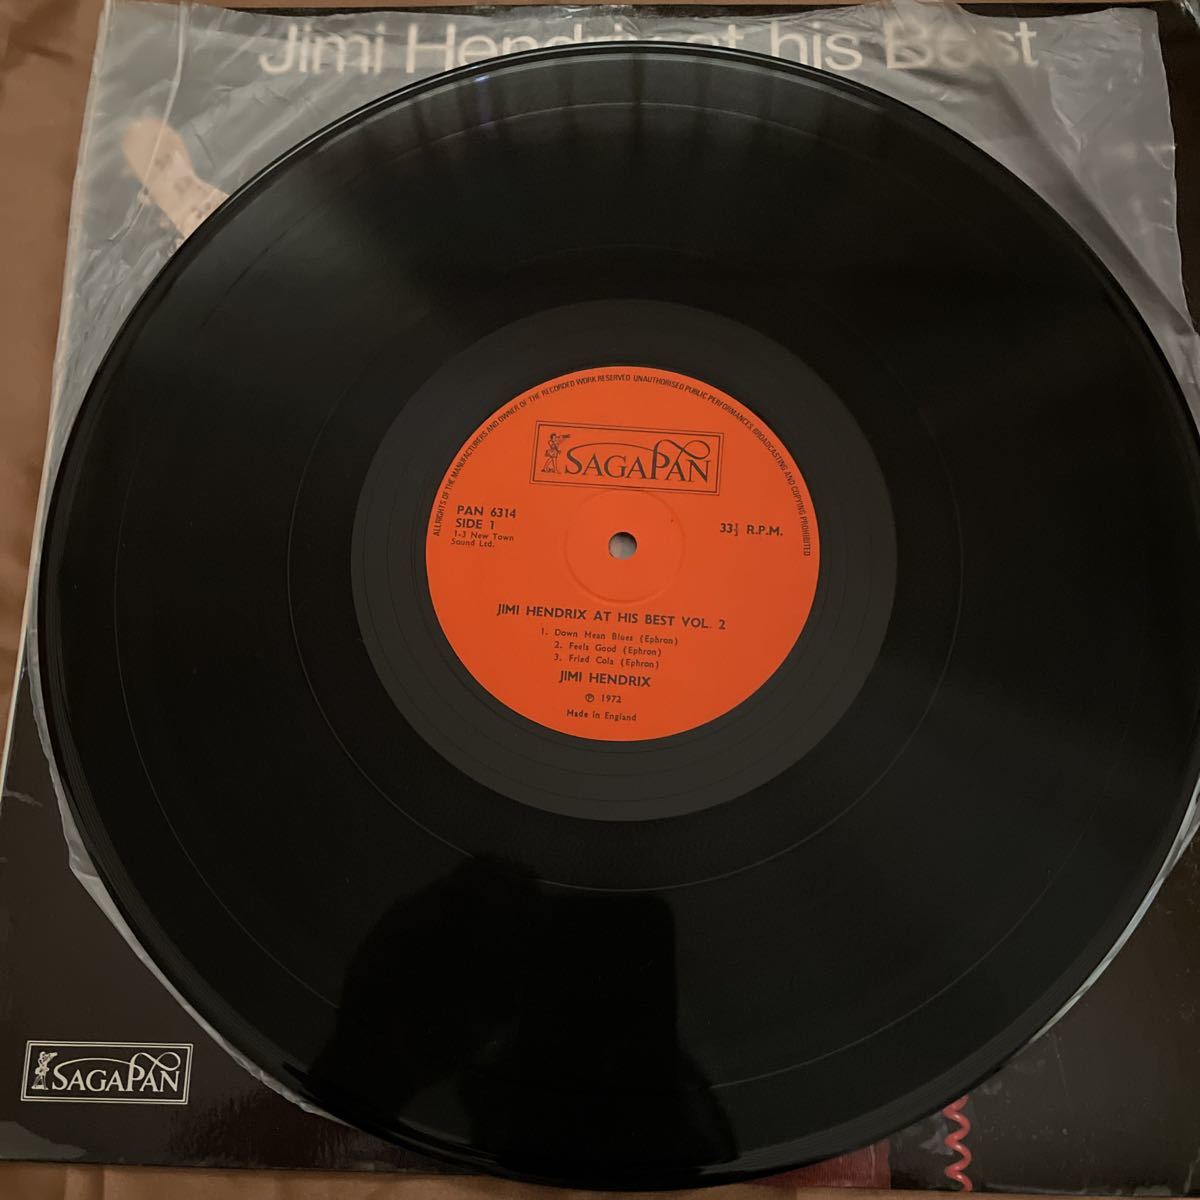 Jimi Hendrix at his Best
ALL RIGHTS OF THE MANUFACTURERS AND OWNER OF THE RECORDED WORK RESERVED UNAUTHORISED PUBLIC PERFORMANCES, BROADCASTING AND COPYING PROHIBITED
SAGAPAN
PAN 6314
SIDE 1
1-3 New Town
Sound Ltd.
33⅓ R.P.M.
JIMI HENDRIX AT HIS BEST VOL. 2
1. Down Mean Blues (Ephron)
2. Feels Good (Ephron)
3. Fried Cola (Ephron)
JIMI HENDRIX
℗ 1972
Made in England
SAGAPAN